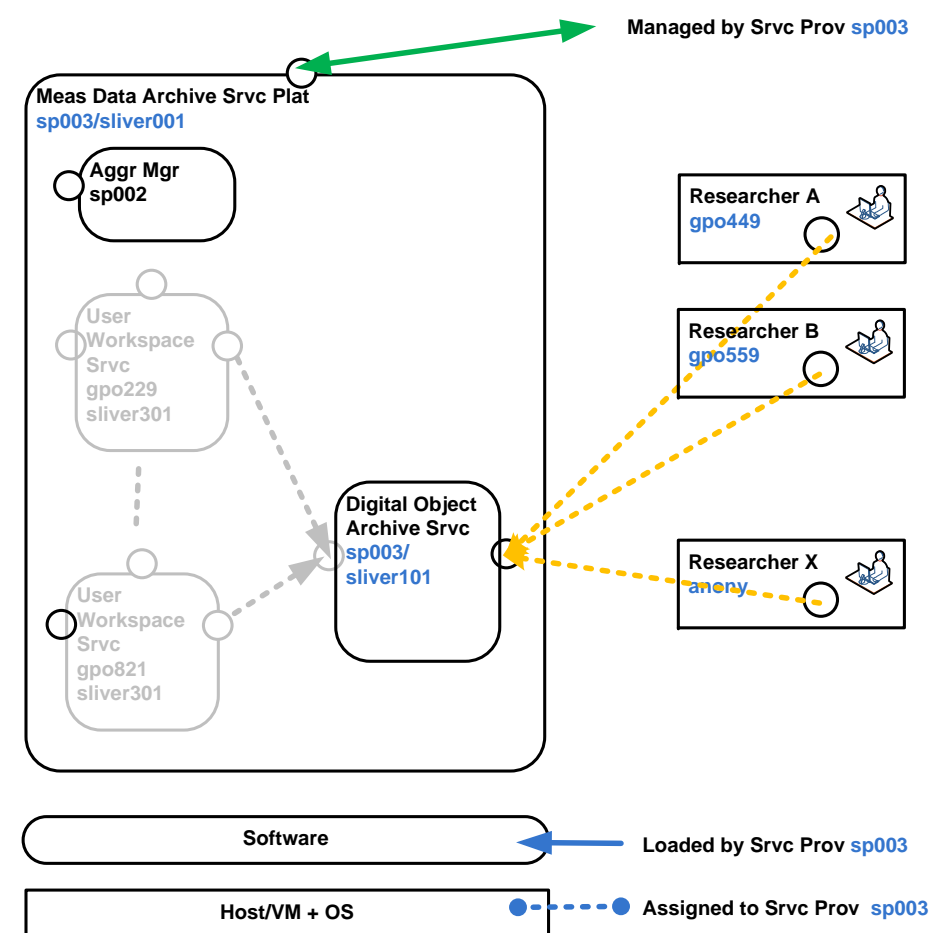 Managed by Srvc Prov sp003
Meas Data Archive Srvc Plat
sp003/sliver001
Aggr Mgr
sp002
User
Workspace
Srvc
gpo229
sliver301
User
Workspace
Srvc
gpo821
sliver301
Digital Object
Archive Srvc
sp003/
sliver101
Researcher A
gpo449
Researcher B
gpo559
Researcher X
anony
Software
Loaded by Srvc Prov sp003
Host/VM + OS
Assigned to Srvc Prov sp003